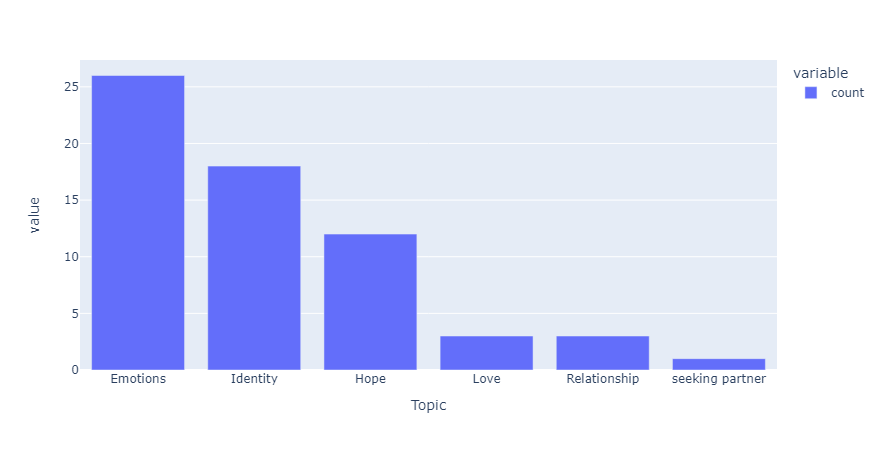 variable
count
value
25
20
15
10
5
0
Emotions
Identity
Hope
Love
Relationship
seeking partner
Topic